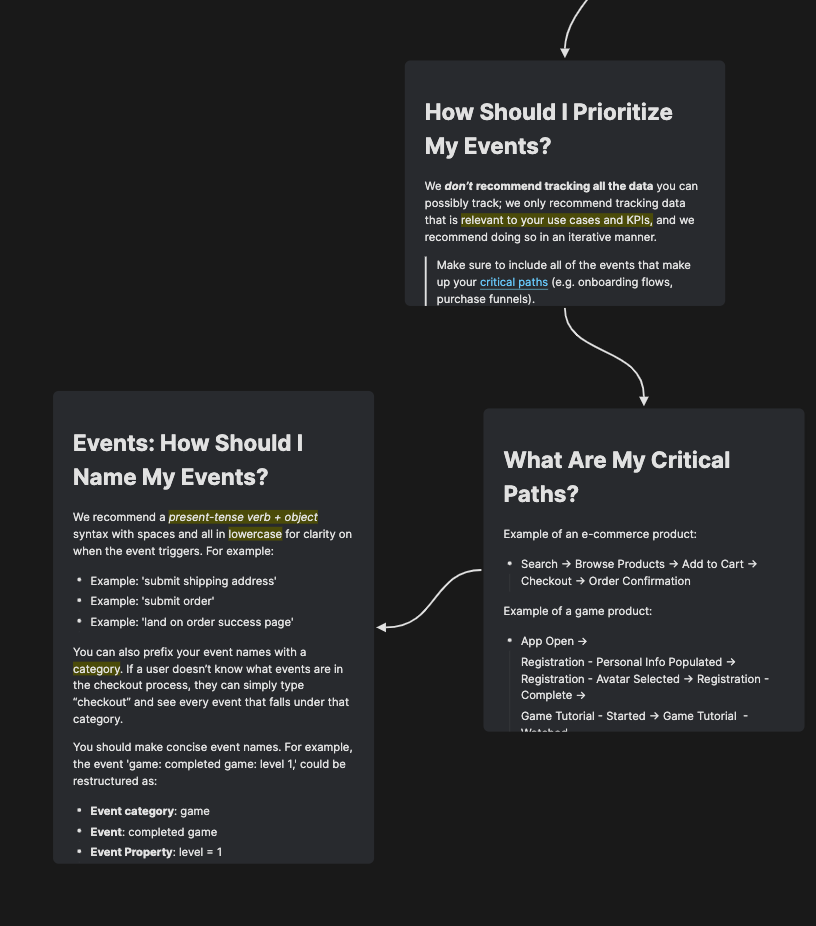 How Should I Prioritize
My Events?
We don't recommend tracking all the data you can
possibly track; we only recommend tracking data
that is relevant to your use cases and KPIs, and we
recommend doing so in an iterative manner.
Make sure to include all of the events that make
up your critical paths (e.g. onboarding flows,
purchase funnels).
What Are My Critical
Paths?
Example of an e-commerce product:
• Search → Browse Products → Add to Cart →
Checkout → Order Confirmation
Example of a game product:
• App Open →
Registration - Personal Info Populated →
Registration - Avatar Selected → Registration -
Complete →
Game Tutorial - Started → Game Tutorial -
Watched
Events: How Should I
Name My Events?
We recommend a present-tense verb + object
syntax with spaces and all in lowercase for clarity on
when the event triggers. For example:
• Example: 'submit shipping address'
• Example: 'submit order'
• Example: 'land on order success page'
You can also prefix your event names with a
category. If a user doesn’t know what events are in
the checkout process, they can simply type
“checkout” and see every event that falls under that
category.
You should make concise event names. For example,
the event 'game: completed game: level 1,' could be
restructured as:
• Event category: game
• Event: completed game
• Event Property: level = 1